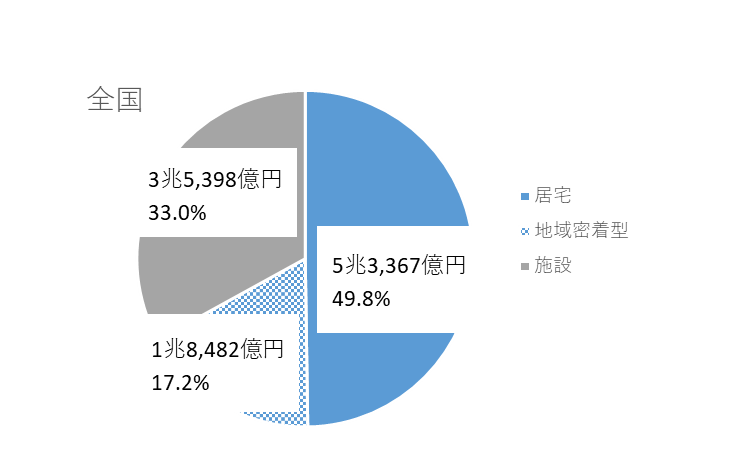 全国
3兆5,398億円
33.0%
5兆3,367億円
49.8%
1兆8,482億円
17.2%
居宅
地域密着型
施設